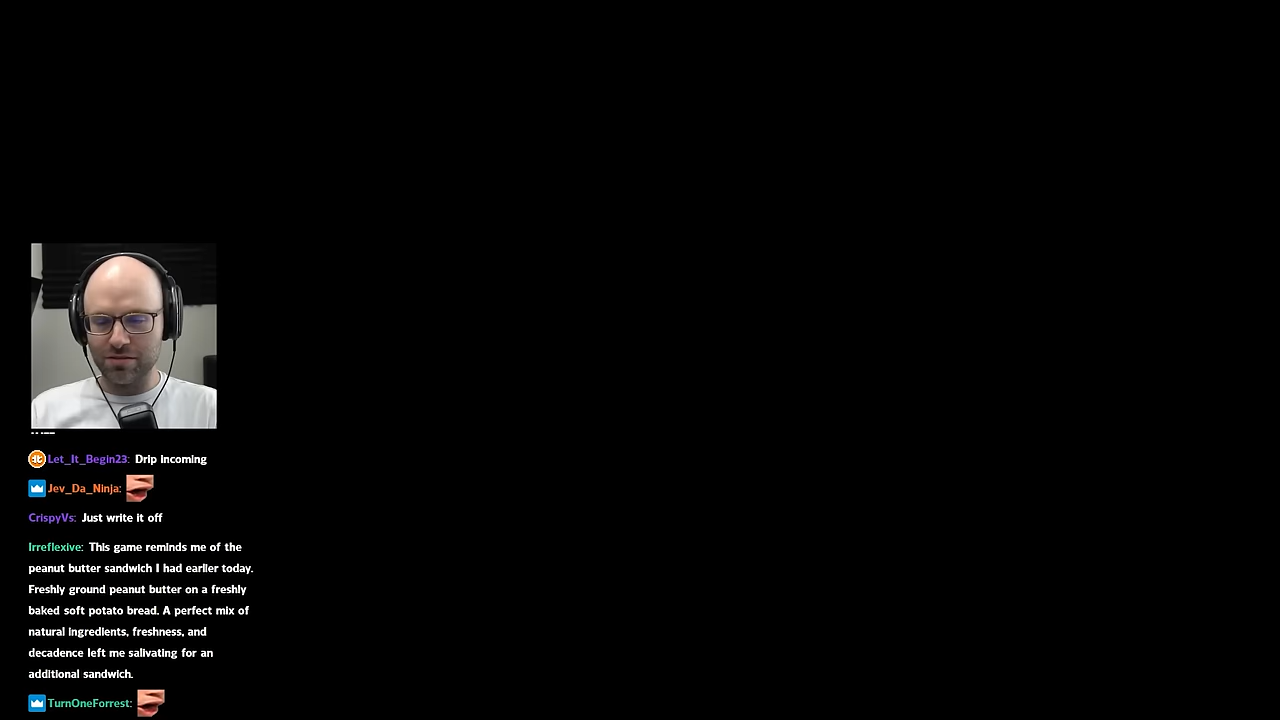 Let_It_Begin23: Drip incoming
Jev_Da_Ninja:
CrispyVs: Just write it off
Irreflexive: This game reminds me of the
peanut butter sandwich I had earlier today.
Freshly ground peanut butter on a freshly
baked soft potato bread. A perfect mix of
natural ingredients, freshness, and
decadence left me salivating for an
additional sandwich.
TurnOneForrest: